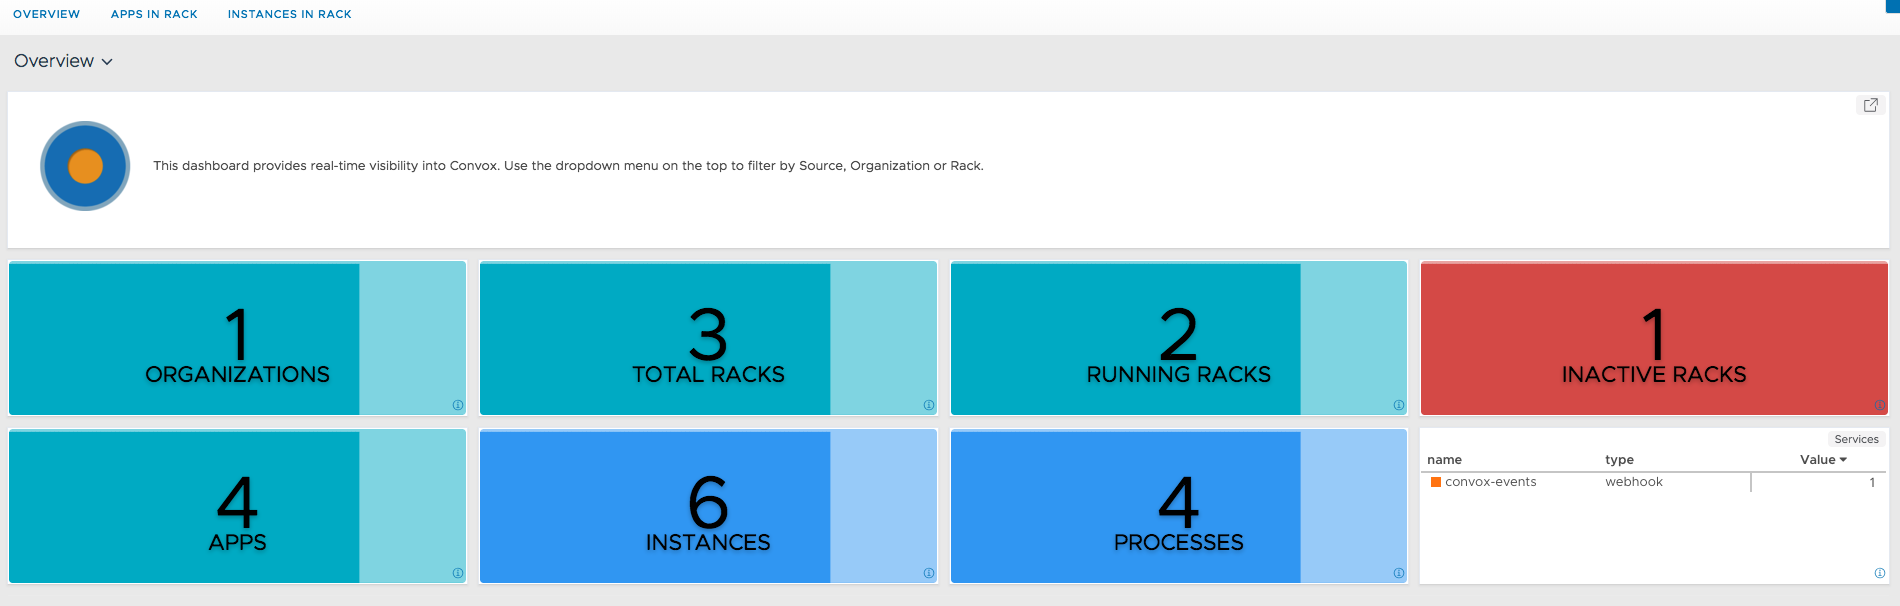 OVERVIEW APPS IN RACK INSTANCES IN RACK
Overview
This dashboard provides real-time visibility into Convox. Use the dropdown menu on the top to filter by Source, Organization or Rack.
1
ORGANIZATIONS
3
TOTAL RACKS
2
RUNNING RACKS
1
INACTIVE RACKS
4
APPS
6
INSTANCES
4
PROCESSES
Services
name type Value
convox-events webhook 1